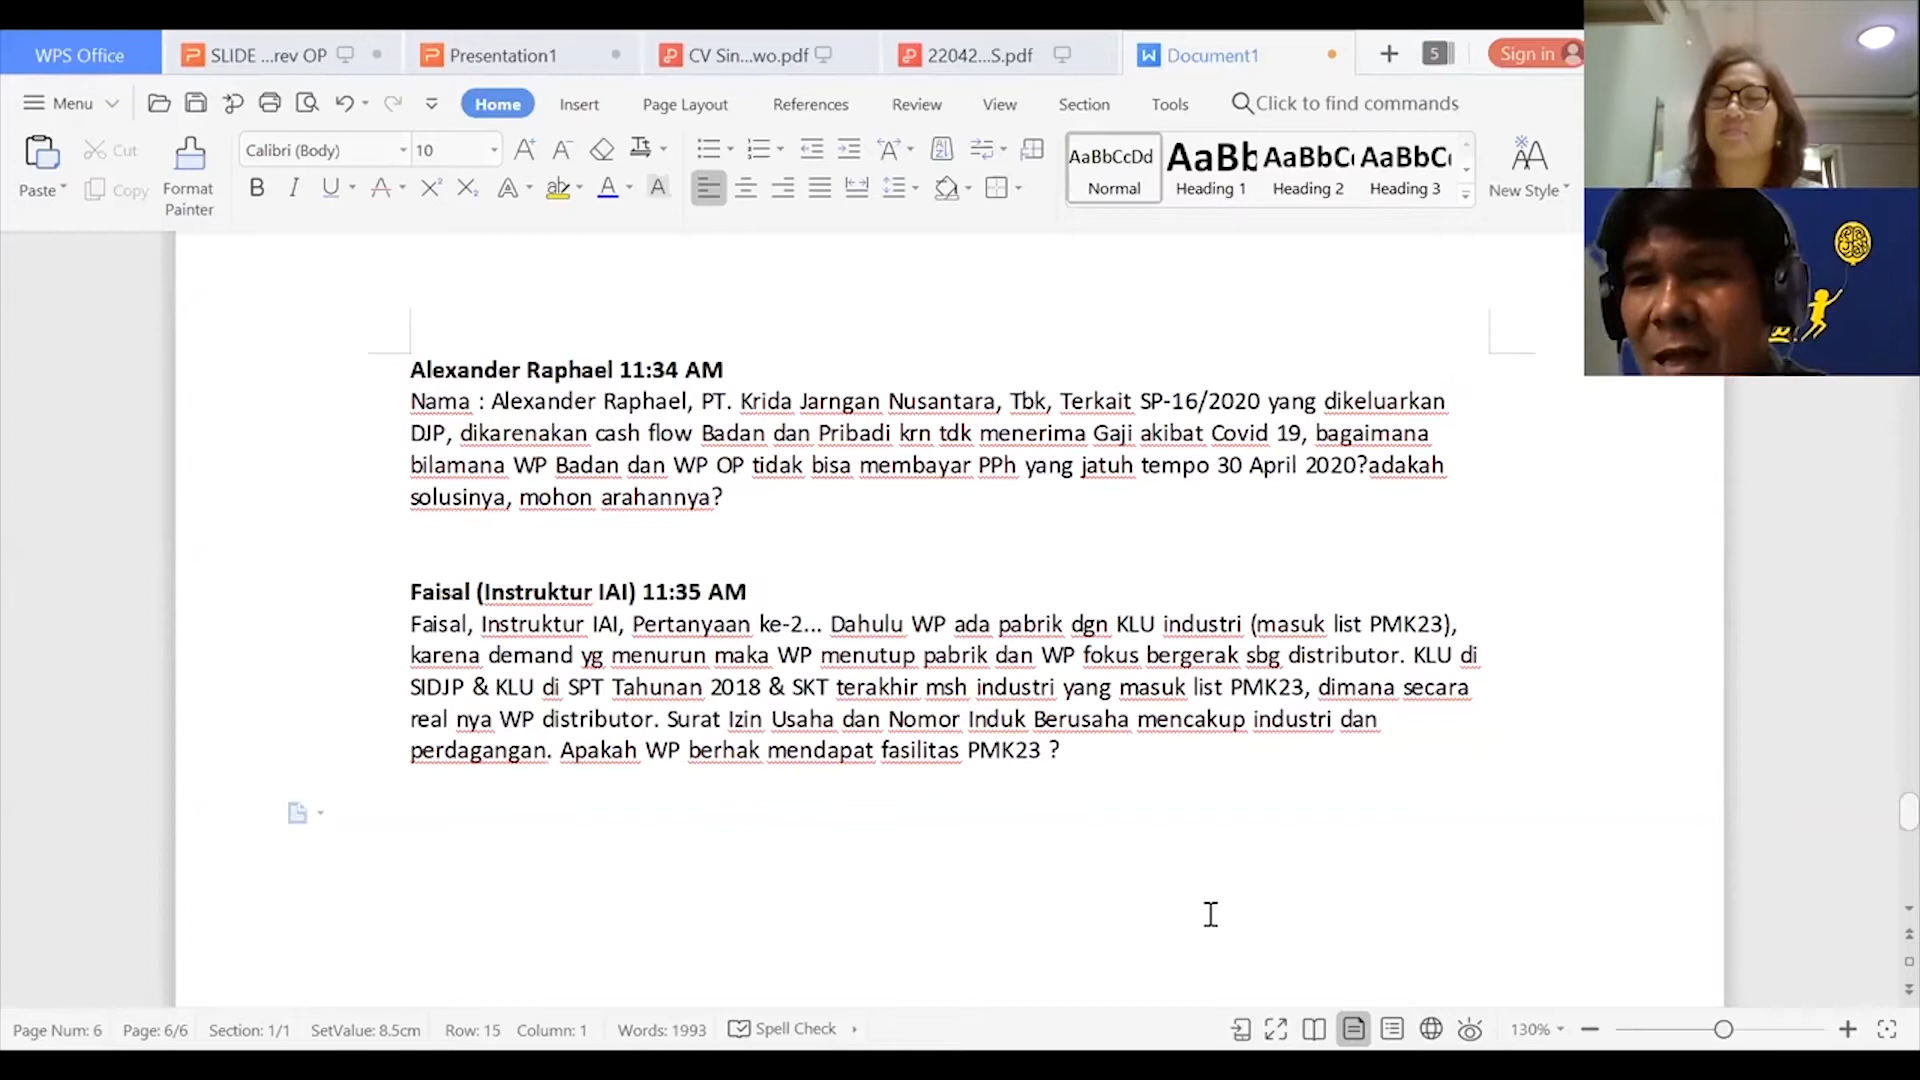 WPS Office
SLIDE ...rev OP
Presentation1
CV Sin...wo.pdf
22042...S.pdf
Document1
5
Sign in
Menu
Home
Insert
Page Layout
References
Review
View
Section
Tools
Click to find commands
Paste
Cut
Copy
Format
Painter
Calibri (Body)
10
AaBbCcDd
Normal
AaBb
Heading 1
AaBbC
Heading 2
AaBbC
Heading 3
New Style
Alexander Raphael 11:34 AM
Nama : Alexander Raphael, PT. Krida Jarngan Nusantara, Tbk, Terkait SP-16/2020 yang dikeluarkan
DJP, dikarenakan cash flow Badan dan Pribadi krn tdk menerima Gaji akibat Covid 19, bagaimana
bilamana WP Badan dan WP OP tidak bisa membayar PPh yang jatuh tempo 30 April 2020?adakah
solusinya, mohon arahannya?
Faisal (Instruktur IAI) 11:35 AM
Faisal, Instruktur IAI, Pertanyaan ke-2... Dahulu WP ada pabrik dgn KLU industri (masuk list PMK23),
karena demand yg menurun maka WP menutup pabrik dan WP fokus bergerak sbg distributor. KLU di
SIDJP & KLU di SPT Tahunan 2018 & SKT terakhir msh industri yang masuk list PMK23, dimana secara
real nya WP distributor. Surat Izin Usaha dan Nomor Induk Berusaha mencakup industri dan
perdagangan. Apakah WP berhak mendapat fasilitas PMK23 ?
Page Num: 6
Page: 6/6
Section: 1/1
SetValue: 8.5cm
Row: 15
Column: 1
Words: 1993
Spell Check
130%